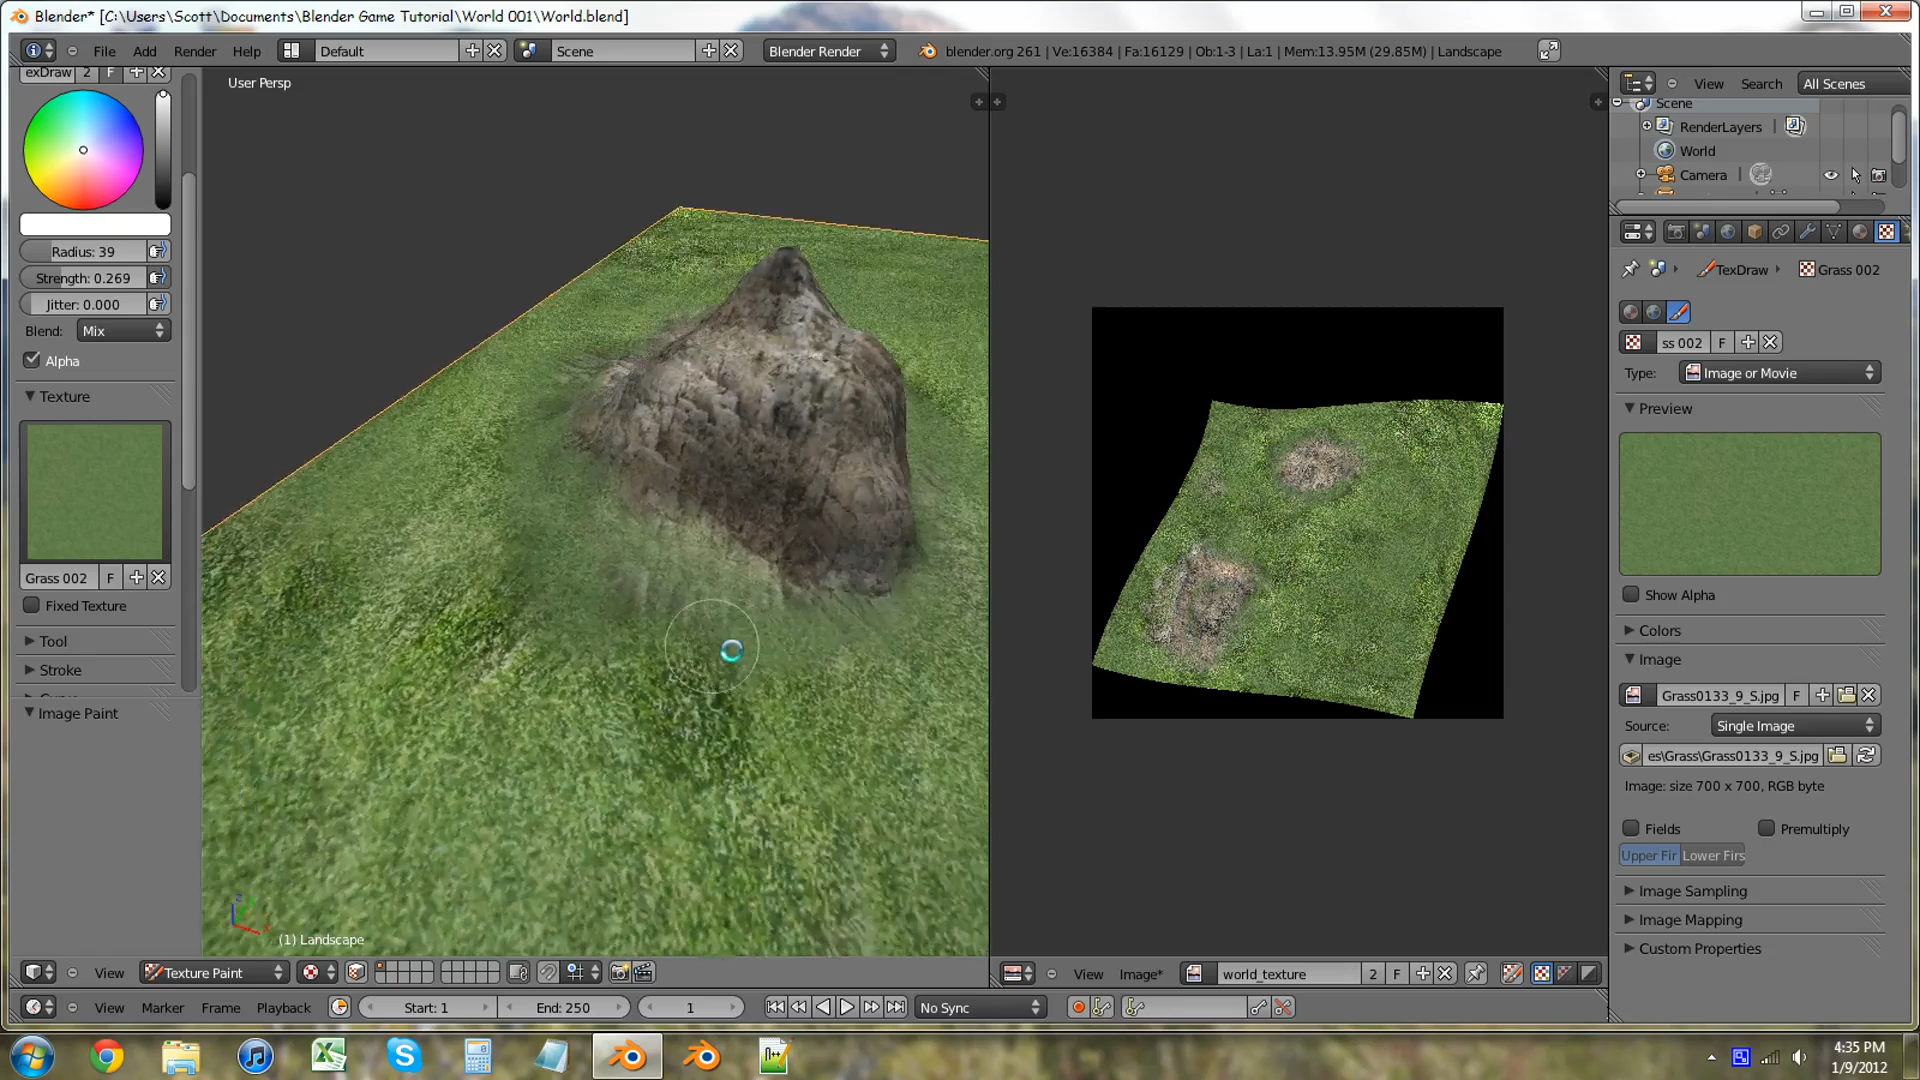 Blender* [C:\Users\Scott\Documents\Blender Game Tutorial\World 001\World.blend]
File Add Render Help Default Scene Blender Render blender.org 261 | Ve:16384 | Fa:16129 | Ob:1-3 | La:1 | Mem:13.95M (29.85M) | Landscape
exDraw 2 F
User Persp
View Search All Scenes
Scene
RenderLayers
World
Camera
Radius: 39
Strength: 0.269
Jitter: 0.000
Blend: Mix
Alpha
Texture
Grass 002 F
Fixed Texture
Tool
Stroke
Image Paint
TexDraw Grass 002
ss 002 F
Type: Image or Movie
Preview
Show Alpha
Colors
Image
Grass0133_9_S.jpg F
Source: Single Image
es\Grass\Grass0133_9_S.jpg
Image: size 700 x 700, RGB byte
Fields Premultiply
Upper Fir Lower Firs
Image Sampling
Image Mapping
Custom Properties
z
x
(1) Landscape
View Texture Paint
View Image* world_texture 2 F
View Marker Frame Playback Start: 1 End: 250 1 No Sync
4:35 PM
1/9/2012